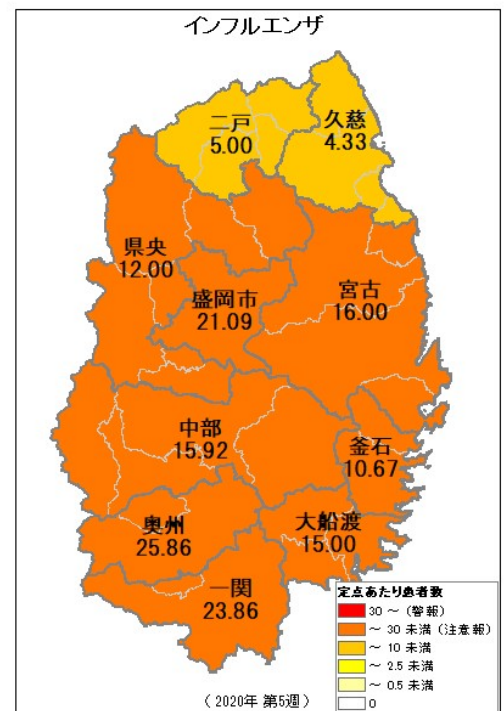 インフルエンザ
二戸
5.00
久慈
4.33
県央
12.00
盛岡市
21.09
宮古
16.00
中部
15.92
釜石
10.67
奥州
25.86
大船渡
15.00
一関
23.86
定点あたり患者数
30 ～ (警報)
～ 30 未満 (注意報)
～ 10 未満
～ 2.5 未満
～ 0.5 未満
0
(2020年 第5週)